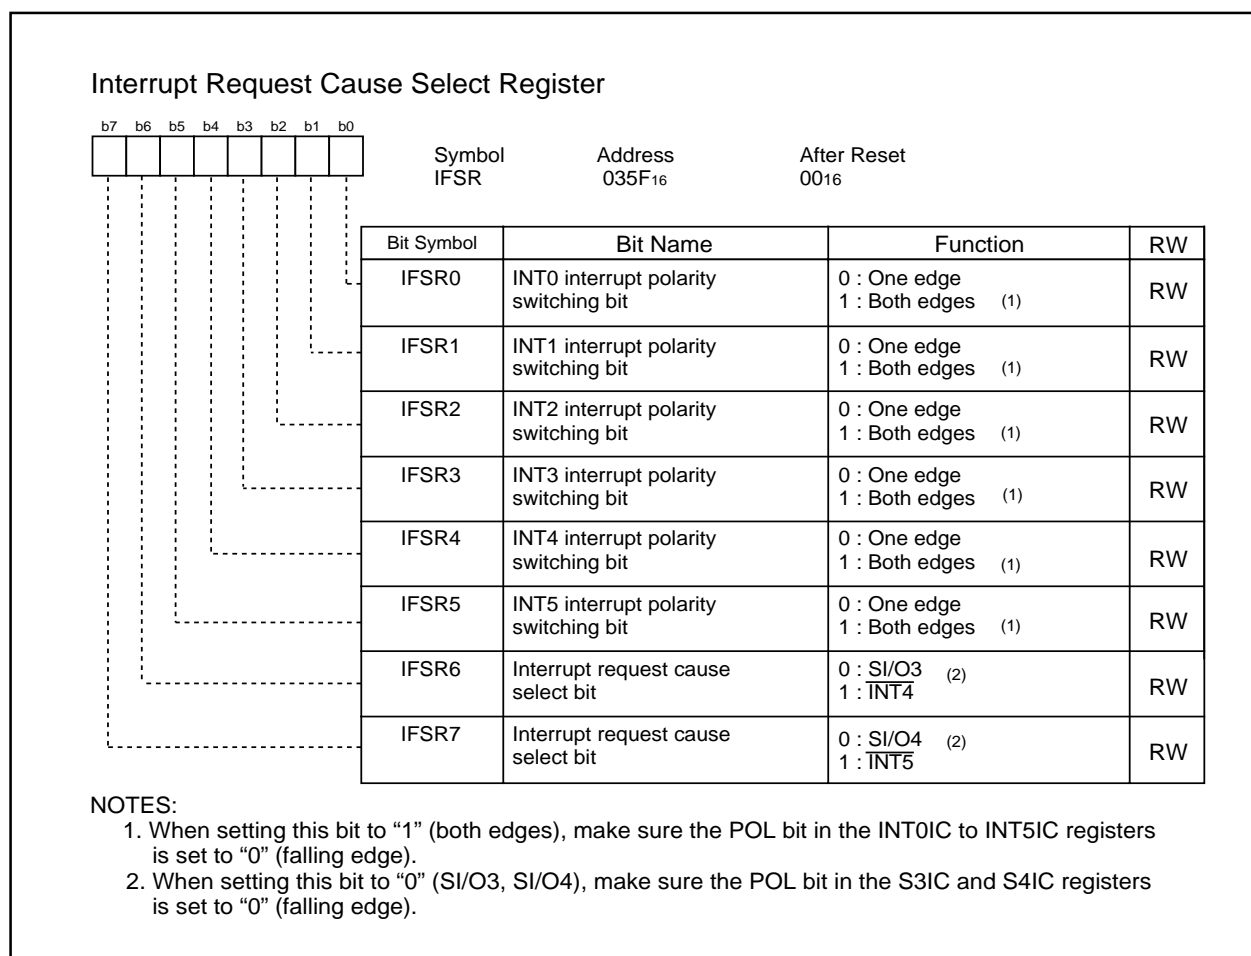 Interrupt Request Cause Select Register
b7 b6 b5 b4 b3 b2 b1 b0
Symbol Address After Reset
IFSR 035F16 0016
Bit Symbol Bit Name Function RW
IFSR0 INT0 interrupt polarity 0 : One edge
switching bit 1 : Both edges (1) RW
IFSR1 INT1 interrupt polarity 0 : One edge
switching bit 1 : Both edges (1) RW
IFSR2 INT2 interrupt polarity 0 : One edge
switching bit 1 : Both edges (1) RW
IFSR3 INT3 interrupt polarity 0 : One edge
switching bit 1 : Both edges (1) RW
IFSR4 INT4 interrupt polarity 0 : One edge
switching bit 1 : Both edges (1) RW
IFSR5 INT5 interrupt polarity 0 : One edge
switching bit 1 : Both edges (1) RW
IFSR6 Interrupt request cause 0 : SI/O3 (2)
select bit 1 : INT4 RW
IFSR7 Interrupt request cause 0 : SI/O4 (2)
select bit 1 : INT5 RW
NOTES:
1. When setting this bit to “1” (both edges), make sure the POL bit in the INT0IC to INT5IC registers
is set to “0” (falling edge).
2. When setting this bit to “0” (SI/O3, SI/O4), make sure the POL bit in the S3IC and S4IC registers
is set to “0” (falling edge).